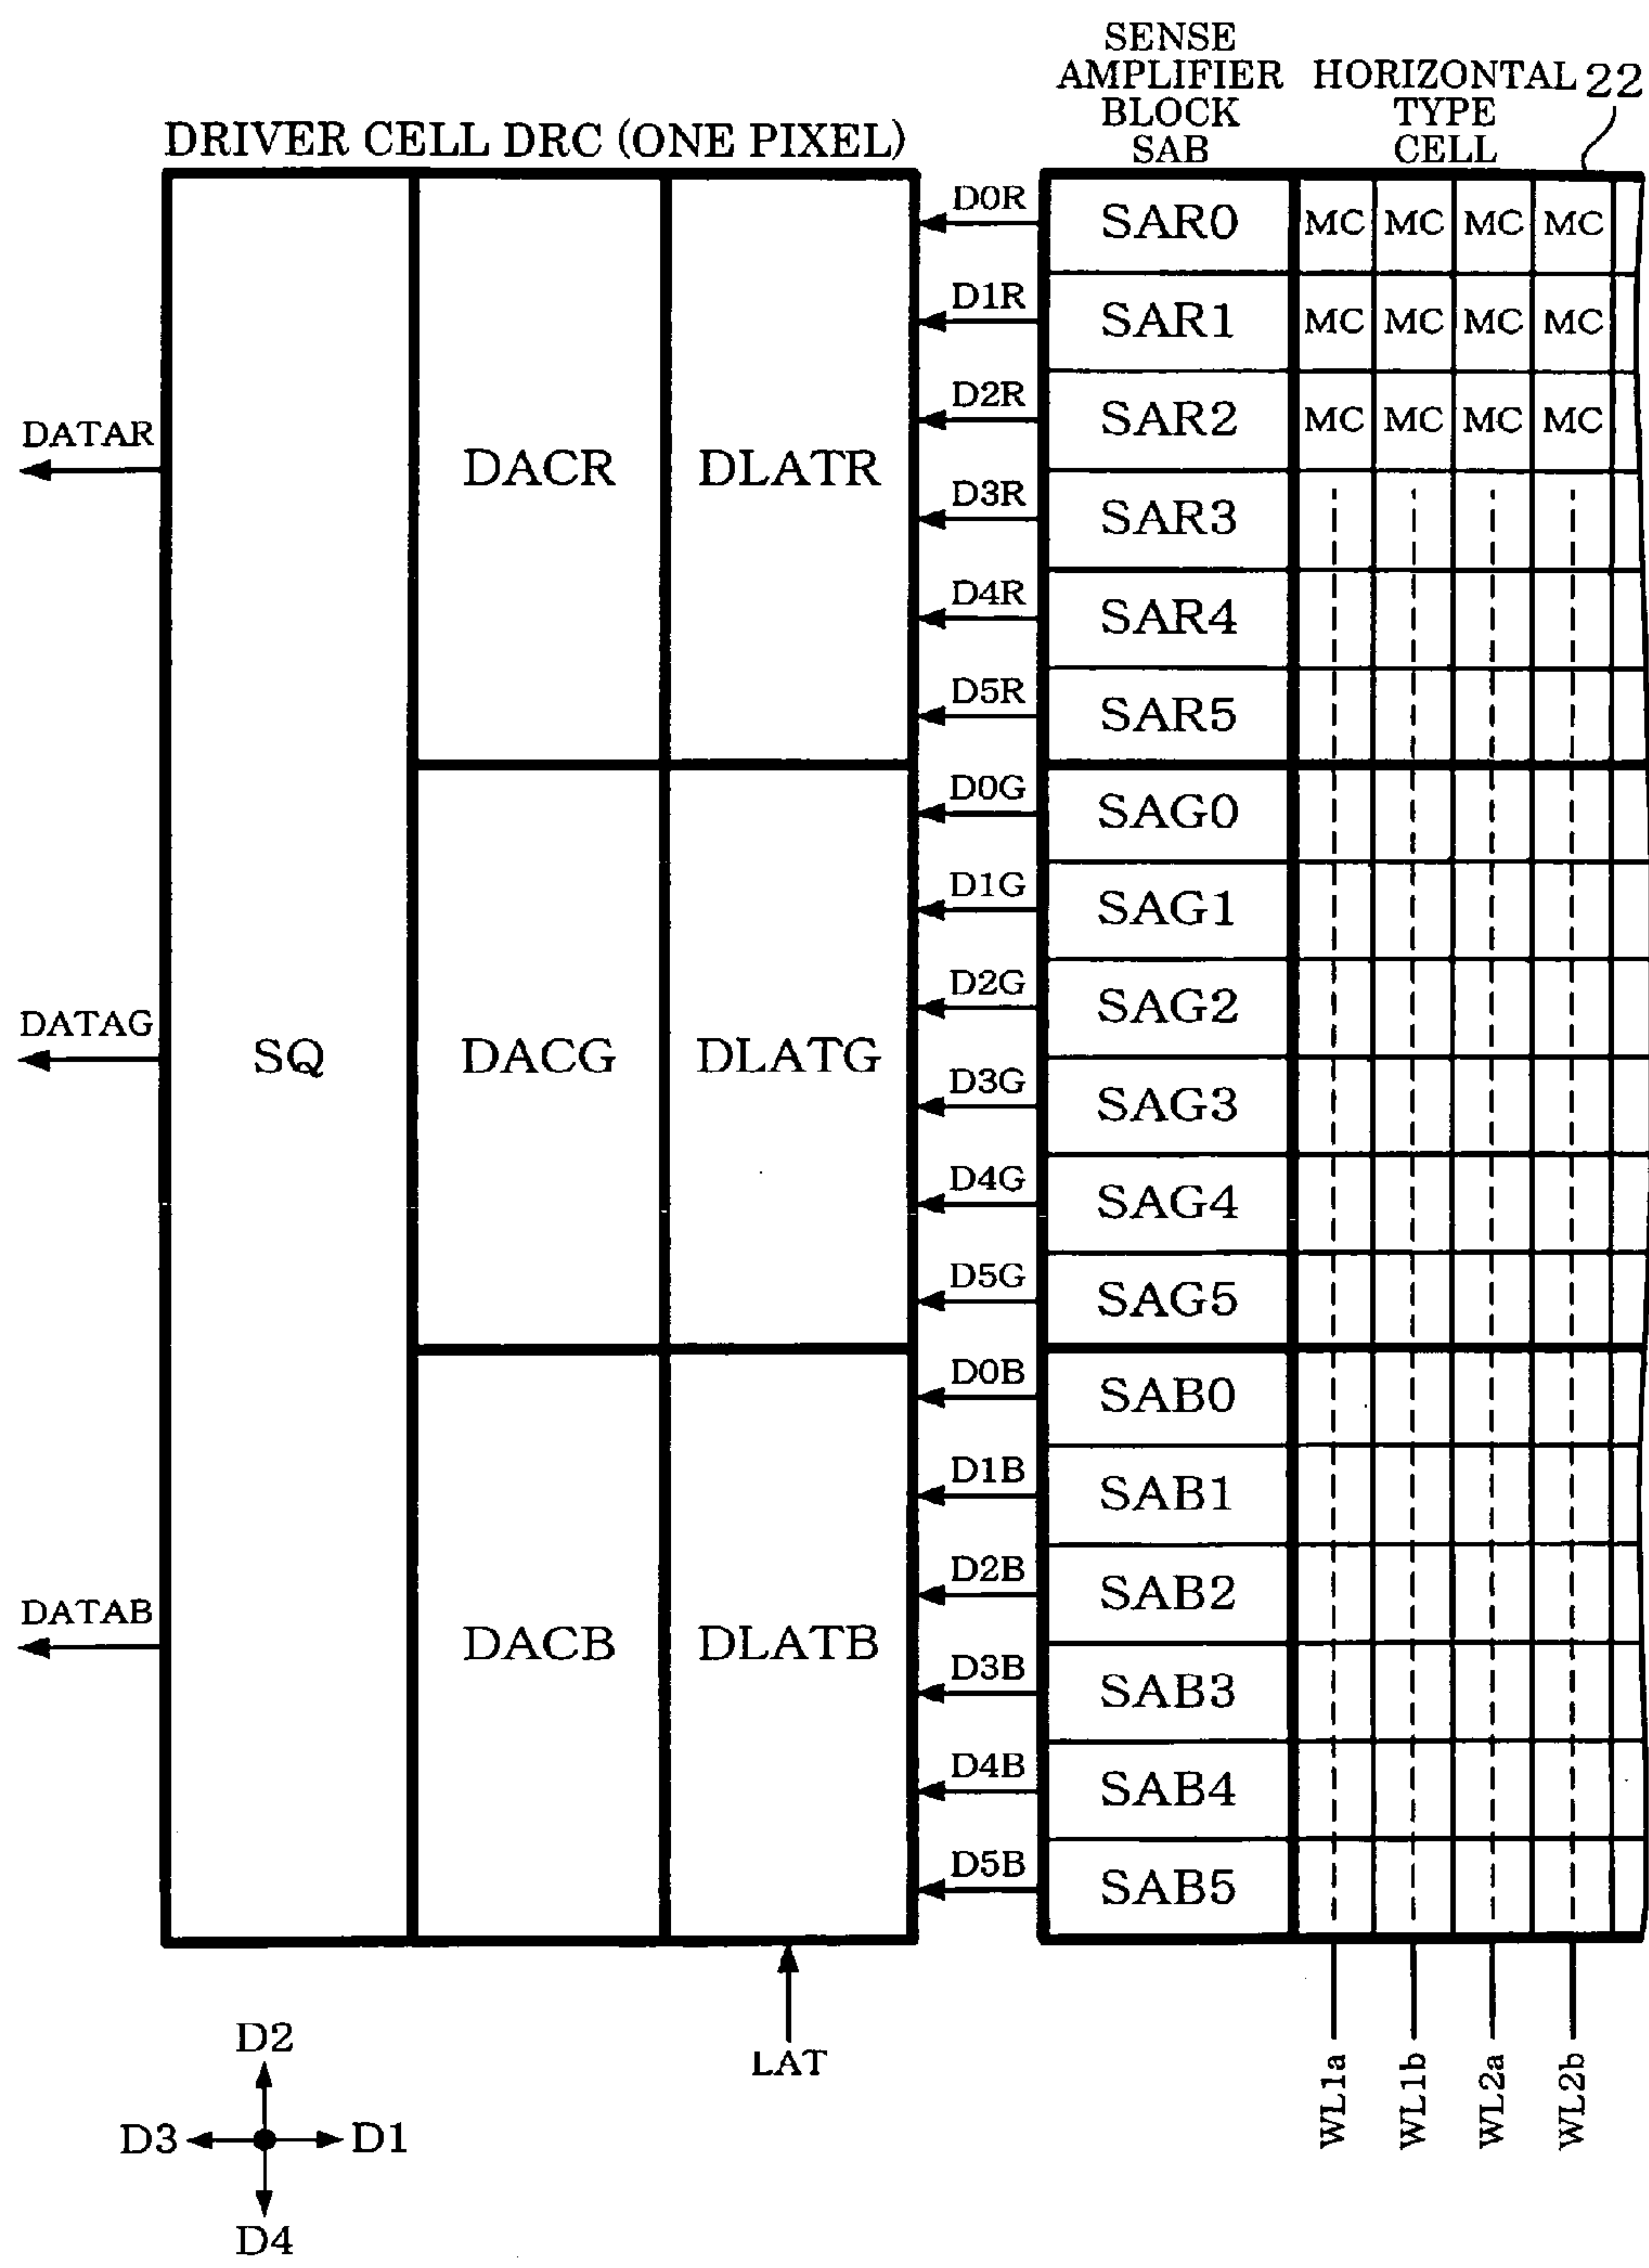 SENSE
AMPLIFIER
BLOCK
SAB
HORIZONTAL
TYPE
CELL
22
DRIVER CELL DRC (ONE PIXEL)
D0R
SAR0
MC MC MC MC
D1R
SAR1
MC MC MC MC
D2R
SAR2
MC MC MC MC
DATAR
DACR
DLATR
D3R
SAR3
D4R
SAR4
D5R
SAR5
D0G
SAG0
D1G
SAG1
D2G
SAG2
DATAG
SQ
DACG
DLATG
D3G
SAG3
D4G
SAG4
D5G
SAG5
D0B
SAB0
D1B
SAB1
D2B
SAB2
DATAB
DACB
DLATB
D3B
SAB3
D4B
SAB4
D5B
SAB5
LAT
WL1a
WL1b
WL2a
WL2b
D2
D3
D1
D4